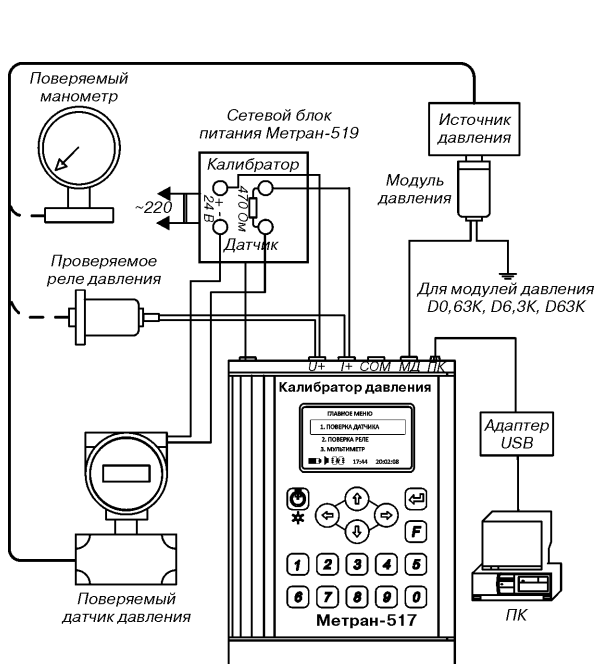 Поверяемый
манометр
Сетевой блок
питания Метран-519
Источник
давления
Калибратор
+ -
24 В
470 Ом
Датчик
~220
Модуль
давления
Проверяемое
реле давления
Для модулей давления
D0,63К, D6,3К, D63К
U+ I+ COM МД ПК
Калибратор давления
ГЛАВНОЕ МЕНЮ
1. ПОВЕРКА ДАТЧИКА
2. ПОВЕРКА РЕЛЕ
3. МУЛЬТИМЕТР
17:44 20:02:08
Адаптер
USB
F
1 2 3 4 5
6 7 8 9 0
Метран-517
Поверяемый
датчик давления
ПК